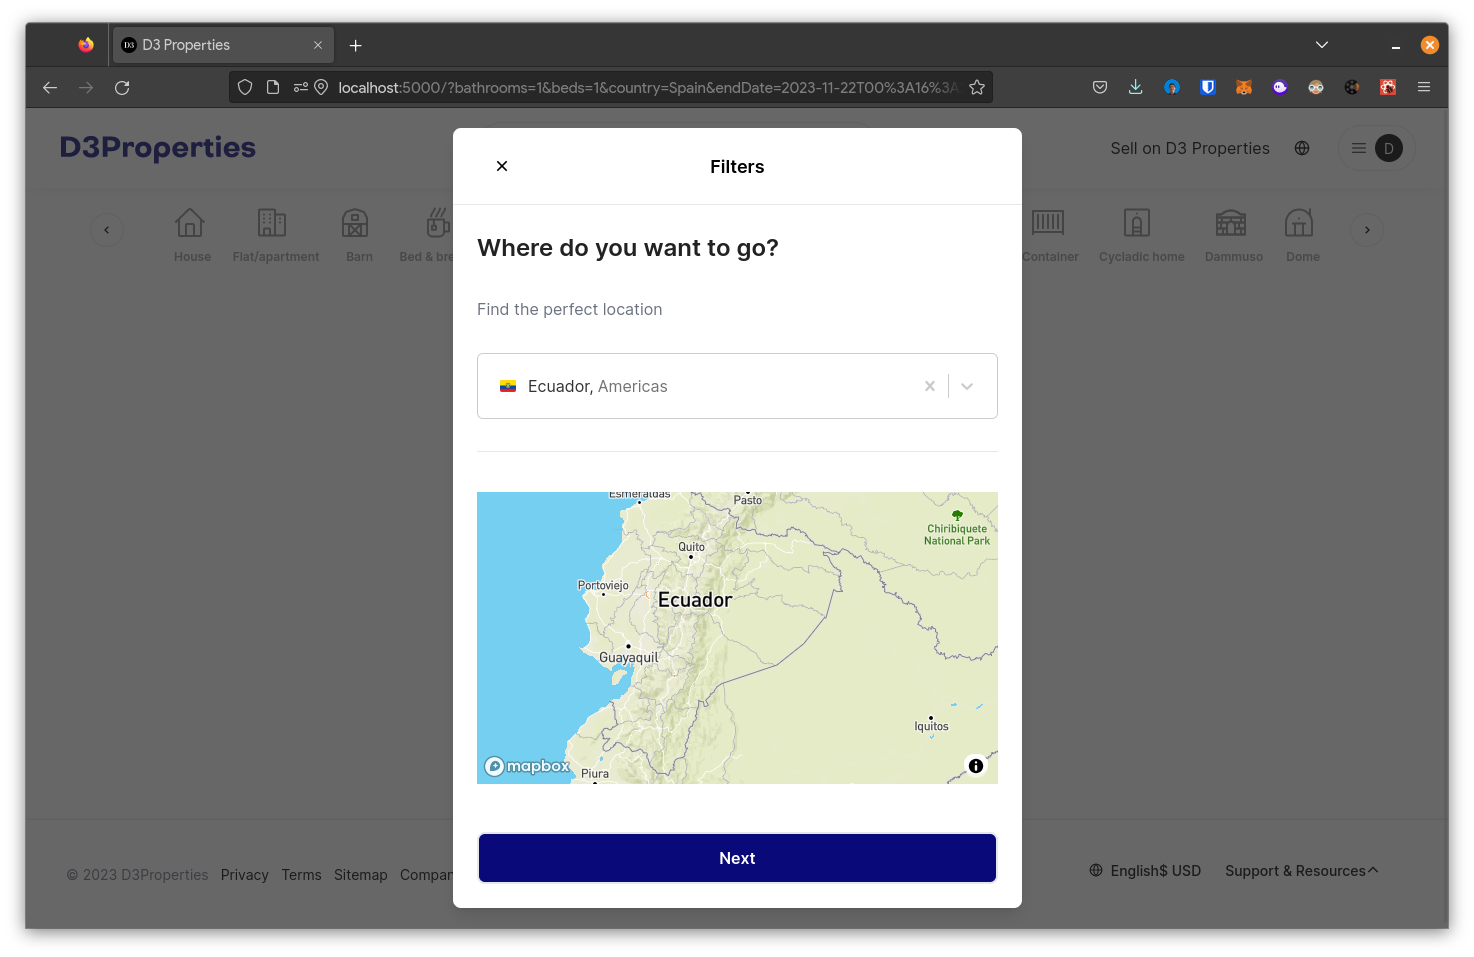 D3 D3 Properties
localhost:5000/?bathrooms=1&beds=1&country=Spain&endDate=2023-11-22T00%3A16%3A
D3Properties
Sell on D3 Properties
D
House
Flat/apartment
Barn
Bed & bre
Container
Cycladic home
Dammuso
Dome
Filters
Where do you want to go?
Find the perfect location
Ecuador, Americas
Esmeraldas
Pasto
Chiribiquete
National Park
Quito
Portoviejo
Ecuador
Guayaquil
Iquitos
mapbox
Piura
Next
© 2023 D3Properties Privacy Terms Sitemap Compan
English$ USD Support & Resources